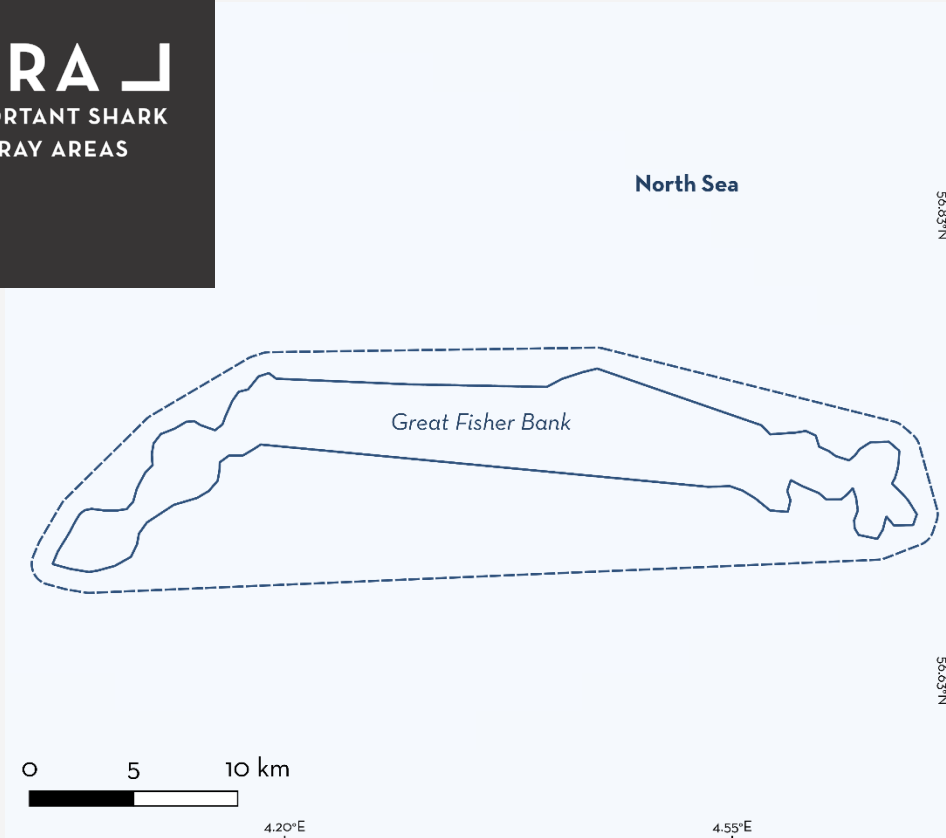 RA
ORTANT SHARK
RAY AREAS
North Sea
56.83°N
Great Fisher Bank
56.63°N
0 5 10 km
4.20°E 4.55°E